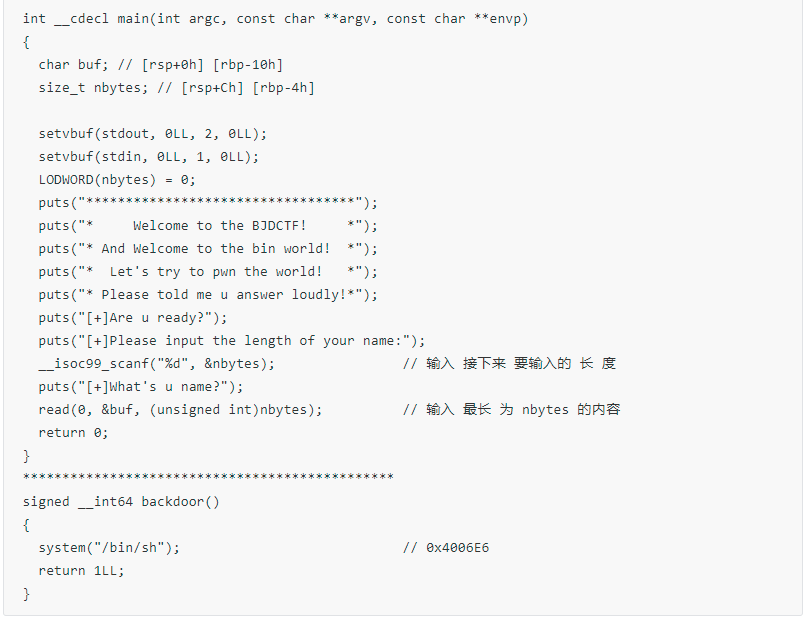 int __cdecl main(int argc, const char **argv, const char **envp)
{
  char buf; // [rsp+0h] [rbp-10h]
  size_t nbytes; // [rsp+Ch] [rbp-4h]

  setvbuf(stdout, 0LL, 2, 0LL);
  setvbuf(stdin, 0LL, 1, 0LL);
  LODWORD(nbytes) = 0;
  puts("**********************************");
  puts("*     Welcome to the BJDCTF!     *");
  puts("* And Welcome to the bin world!  *");
  puts("*  Let's try to pwn the world!   *");
  puts("* Please told me u answer loudly!*");
  puts("[+]Are u ready?");
  puts("[+]Please input the length of your name:");
  __isoc99_scanf("%d", &nbytes);                // 输入 接下来 要输入的 长 度
  puts("[+]What's u name?");
  read(0, &buf, (unsigned int)nbytes);          // 输入 最长 为 nbytes 的内容
  return 0;
}
***********************************************
signed __int64 backdoor()
{
  system("/bin/sh");                            // 0x4006E6
  return 1LL;
}